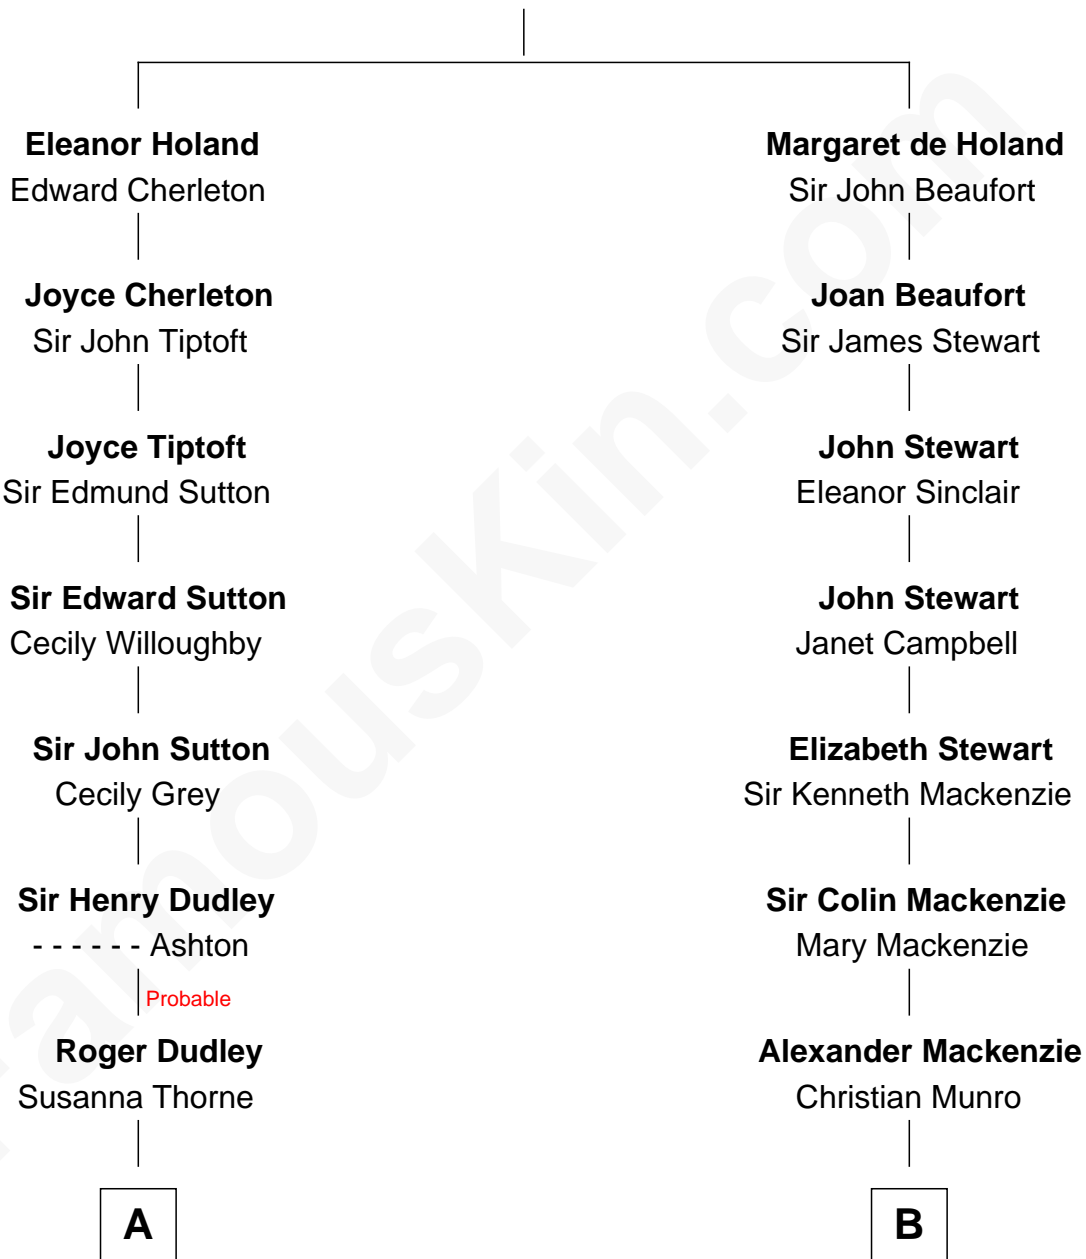 Eleanor Holand
Edward Cherleton
Joyce Cherleton
Sir John Tiptoft
Joyce Tiptoft
Sir Edmund Sutton
Sir Edward Sutton
Cecily Willoughby
Sir John Sutton
Cecily Grey
Sir Henry Dudley
- - - - - - Ashton
Probable
Roger Dudley
Susanna Thorne
A
Margaret de Holand
Sir John Beaufort
Joan Beaufort
Sir James Stewart
John Stewart
Eleanor Sinclair
John Stewart
Janet Campbell
Elizabeth Stewart
Sir Kenneth Mackenzie
Sir Colin Mackenzie
Mary Mackenzie
Alexander Mackenzie
Christian Munro
B
FamousKin.com